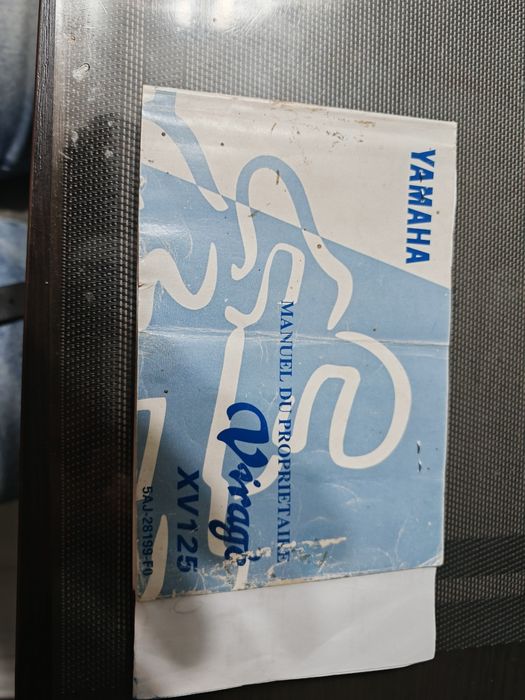 YAMAHA
MANUEL DU PROPRIETAIRE
Virago
XV125
5AJ-28199-F0